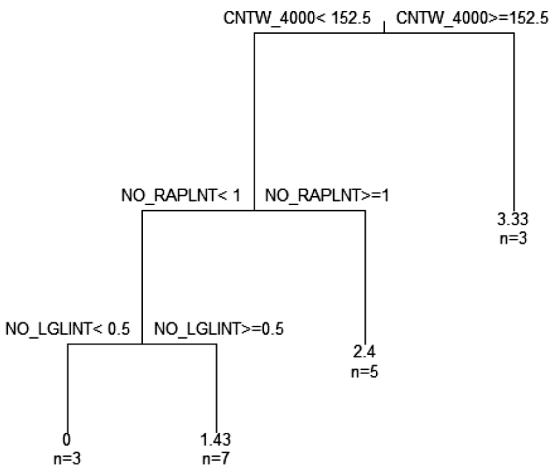 CNTW_4000< 152.5 CNTW_4000>=152.5
NO_RAPLNT< 1 NO_RAPLNT>=1
3.33
n=3
NO_LGLINT< 0.5 NO_LGLINT>=0.5
2.4
n=5
0 1.43
n=3 n=7